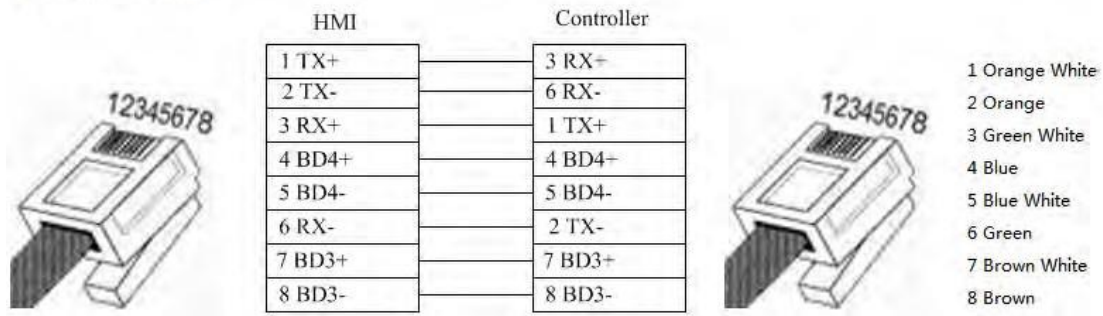 HMI Controller
1 TX+ 3 RX+
2 TX- 6 RX-
3 RX+ 1 TX+
4 BD4+ 4 BD4+
5 BD4- 5 BD4-
6 RX- 2 TX-
7 BD3+ 7 BD3+
8 BD3- 8 BD3-
12345678
12345678
1 Orange White
2 Orange
3 Green White
4 Blue
5 Blue White
6 Green
7 Brown White
8 Brown